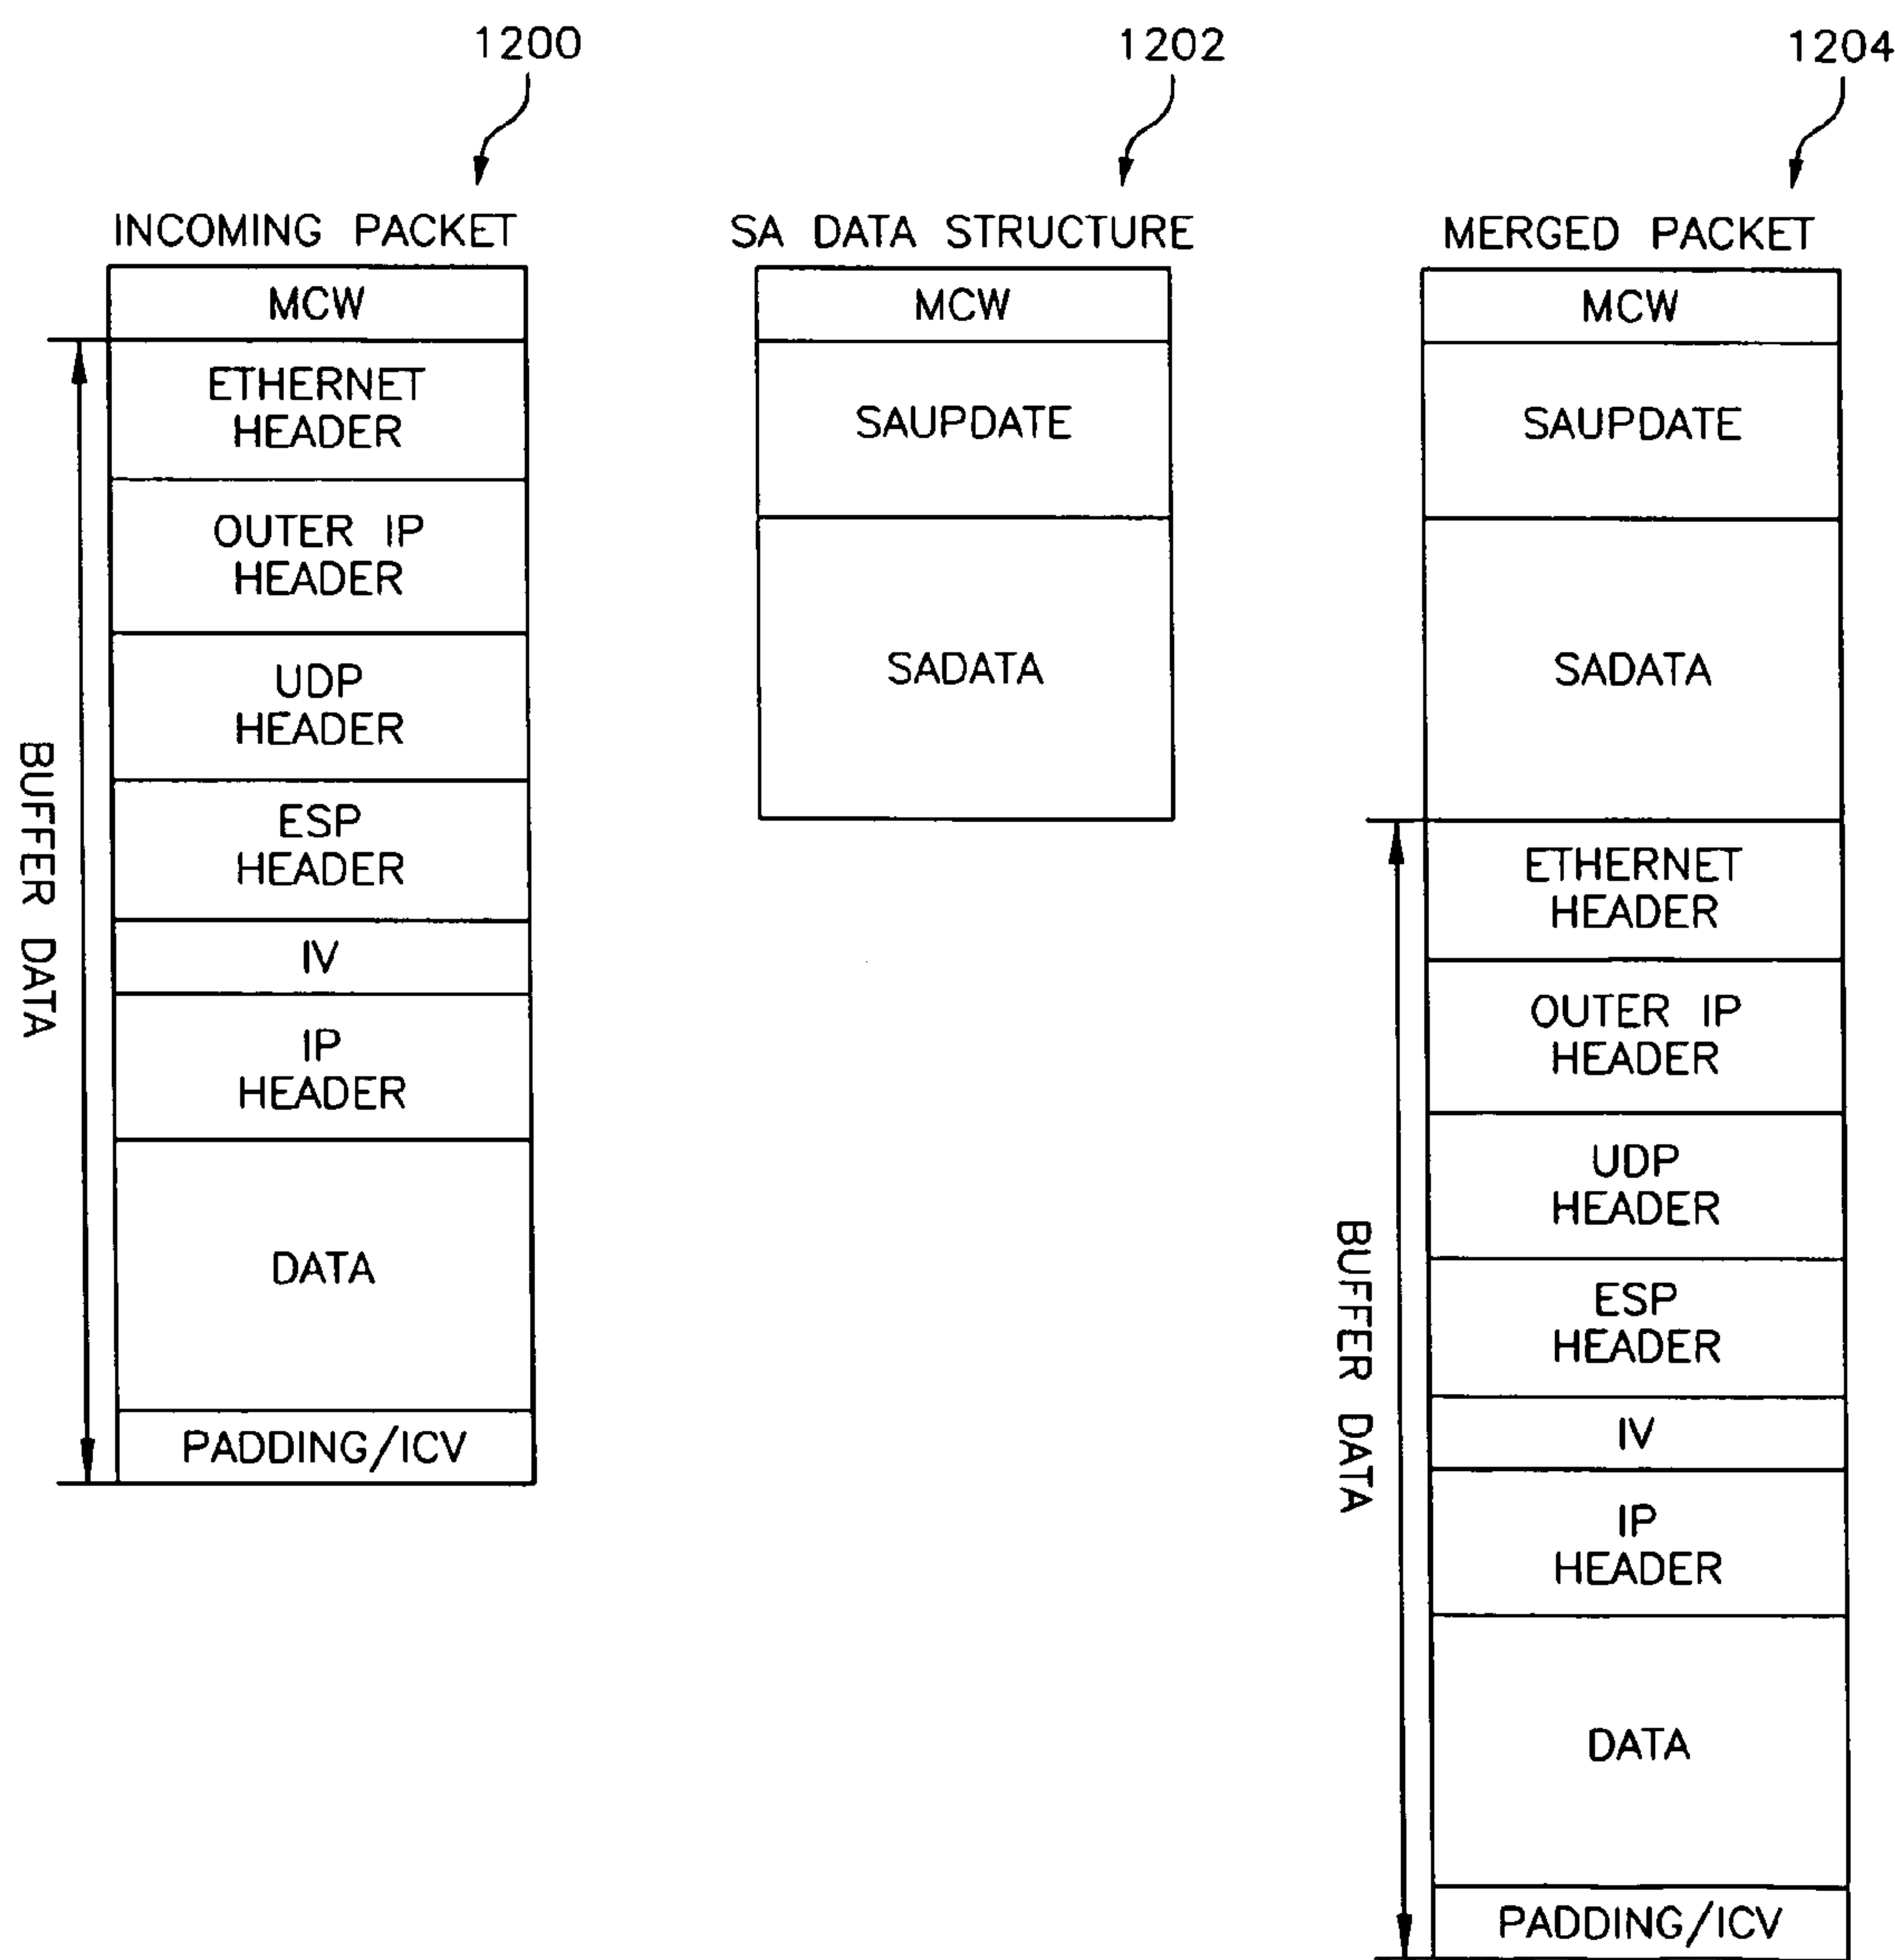 1200
INCOMING PACKET
MCW
ETHERNET
HEADER
OUTER IP
HEADER
UDP
HEADER
ESP
HEADER
IV
IP
HEADER
DATA
PADDING/ICV
BUFFER DATA
1202
SA DATA STRUCTURE
MCW
SAUPDATE
SADATA
1204
MERGED PACKET
MCW
SAUPDATE
SADATA
ETHERNET
HEADER
OUTER IP
HEADER
UDP
HEADER
ESP
HEADER
IV
IP
HEADER
DATA
PADDING/ICV
BUFFER DATA